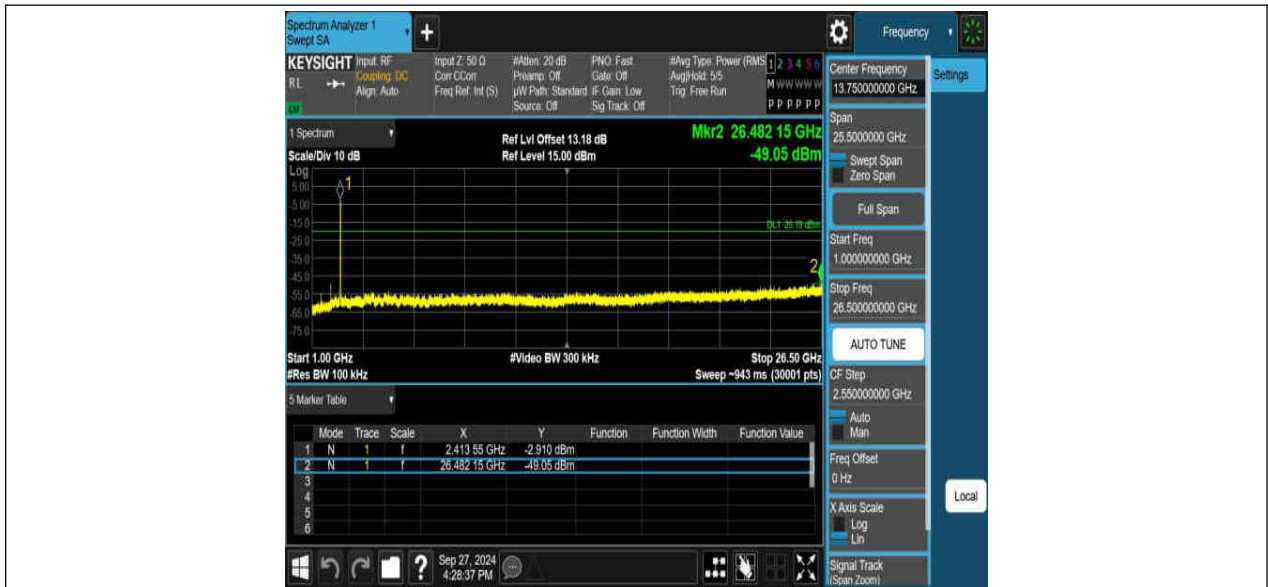 Spectrum Analyzer 1
Swept SA
+
Frequency
KEYSIGHT
RL
Input: RF
Coupling: DC
Align: Auto
Input Z: 50 Ω
Corr CCorr
Freq Ref: Int (S)
#Atten: 20 dB
Preamp: Off
µW Path: Standard
Source: Off
PNO: Fast
Gate: Off
IF Gain: Low
Sig Track: Off
#Avg Type: Power (RMS
Avg|Hold: 5/5
Trig: Free Run
1 2 3 4 5 6
M W W W W W
P P P P P P
Center Frequency
13.750000000 GHz
Settings
1 Spectrum
Scale/Div 10 dB
Ref Lvl Offset 13.18 dB
Ref Level 15.00 dBm
Mkr2 26.482 15 GHz
-49.05 dBm
Span
25.5000000 GHz
Swept Span
Zero Span
Full Span
Start Freq
1.000000000 GHz
Stop Freq
26.500000000 GHz
AUTO TUNE
CF Step
2.550000000 GHz
Auto
Man
Freq Offset
0 Hz
X Axis Scale
Log
Lin
Signal Track
(Span Zoom)
Local
Log
5.00
-5.00
-15.0
-25.0
-35.0
-45.0
-55.0
-65.0
-75.0
1
DL1 -20.19 dBm
2
Start 1.00 GHz
#Video BW 300 kHz
Stop 26.50 GHz
#Res BW 100 kHz
Sweep ~943 ms (30001 pts)
5 Marker Table
Mode Trace Scale X Y Function Function Width Function Value
1 N 1 f 2.413 55 GHz -2.910 dBm
2 N 1 f 26.482 15 GHz -49.05 dBm
3
4
5
6
?
Sep 27, 2024
4:28:37 PM